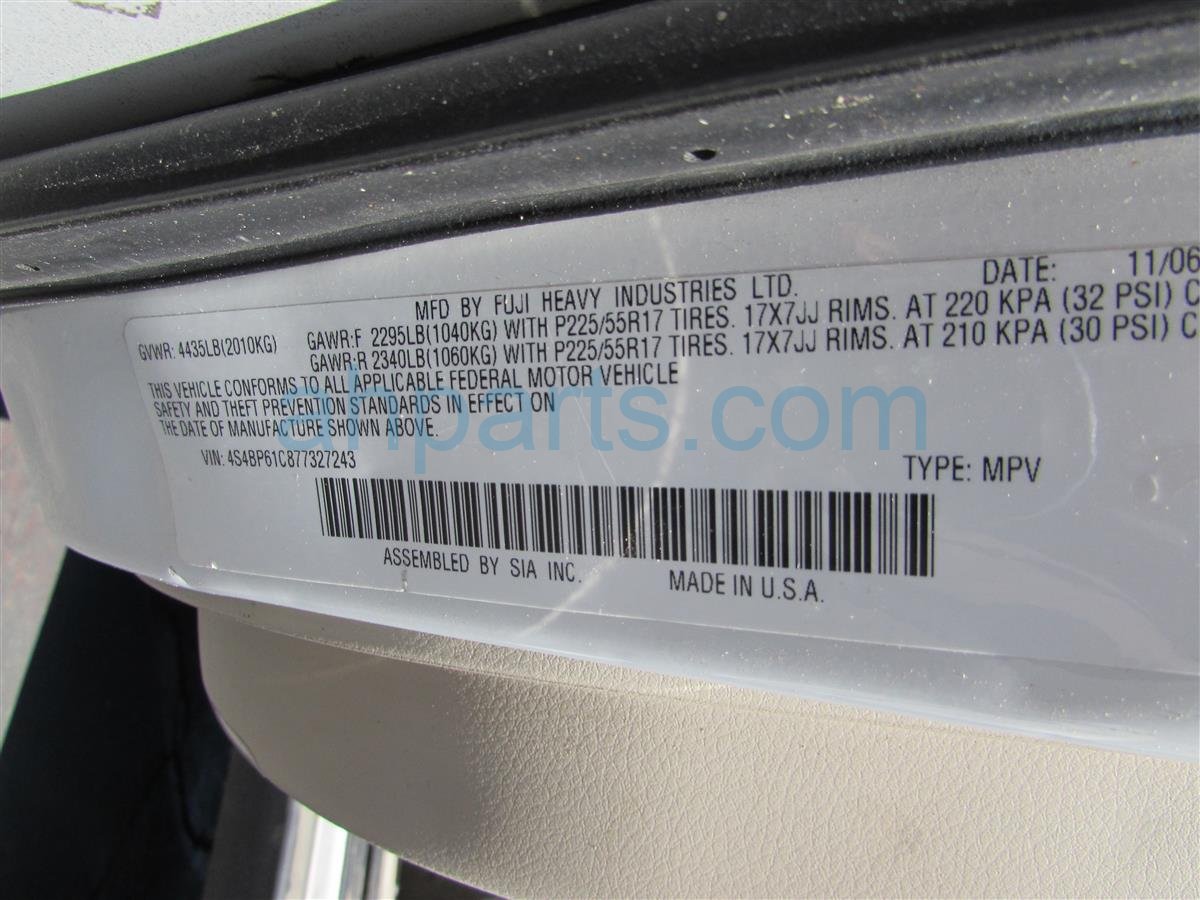 MFD BY FUJI HEAVY INDUSTRIES LTD. DATE: 11/06
GVWR: 4435LB(2010KG) GAWR:F 2295LB(1040KG) WITH P225/55R17 TIRES. 17X7JJ RIMS. AT 220 KPA (32 PSI) C
GAWR:R 2340LB(1060KG) WITH P225/55R17 TIRES. 17X7JJ RIMS. AT 210 KPA (30 PSI) C
THIS VEHICLE CONFORMS TO ALL APPLICABLE FEDERAL MOTOR VEHICLE
SAFETY AND THEFT PREVENTION STANDARDS IN EFFECT ON
THE DATE OF MANUFACTURE SHOWN ABOVE.
ahparts.com
VIN: 4S4BP61C877327243 TYPE: MPV
ASSEMBLED BY SIA INC. MADE IN U.S.A.